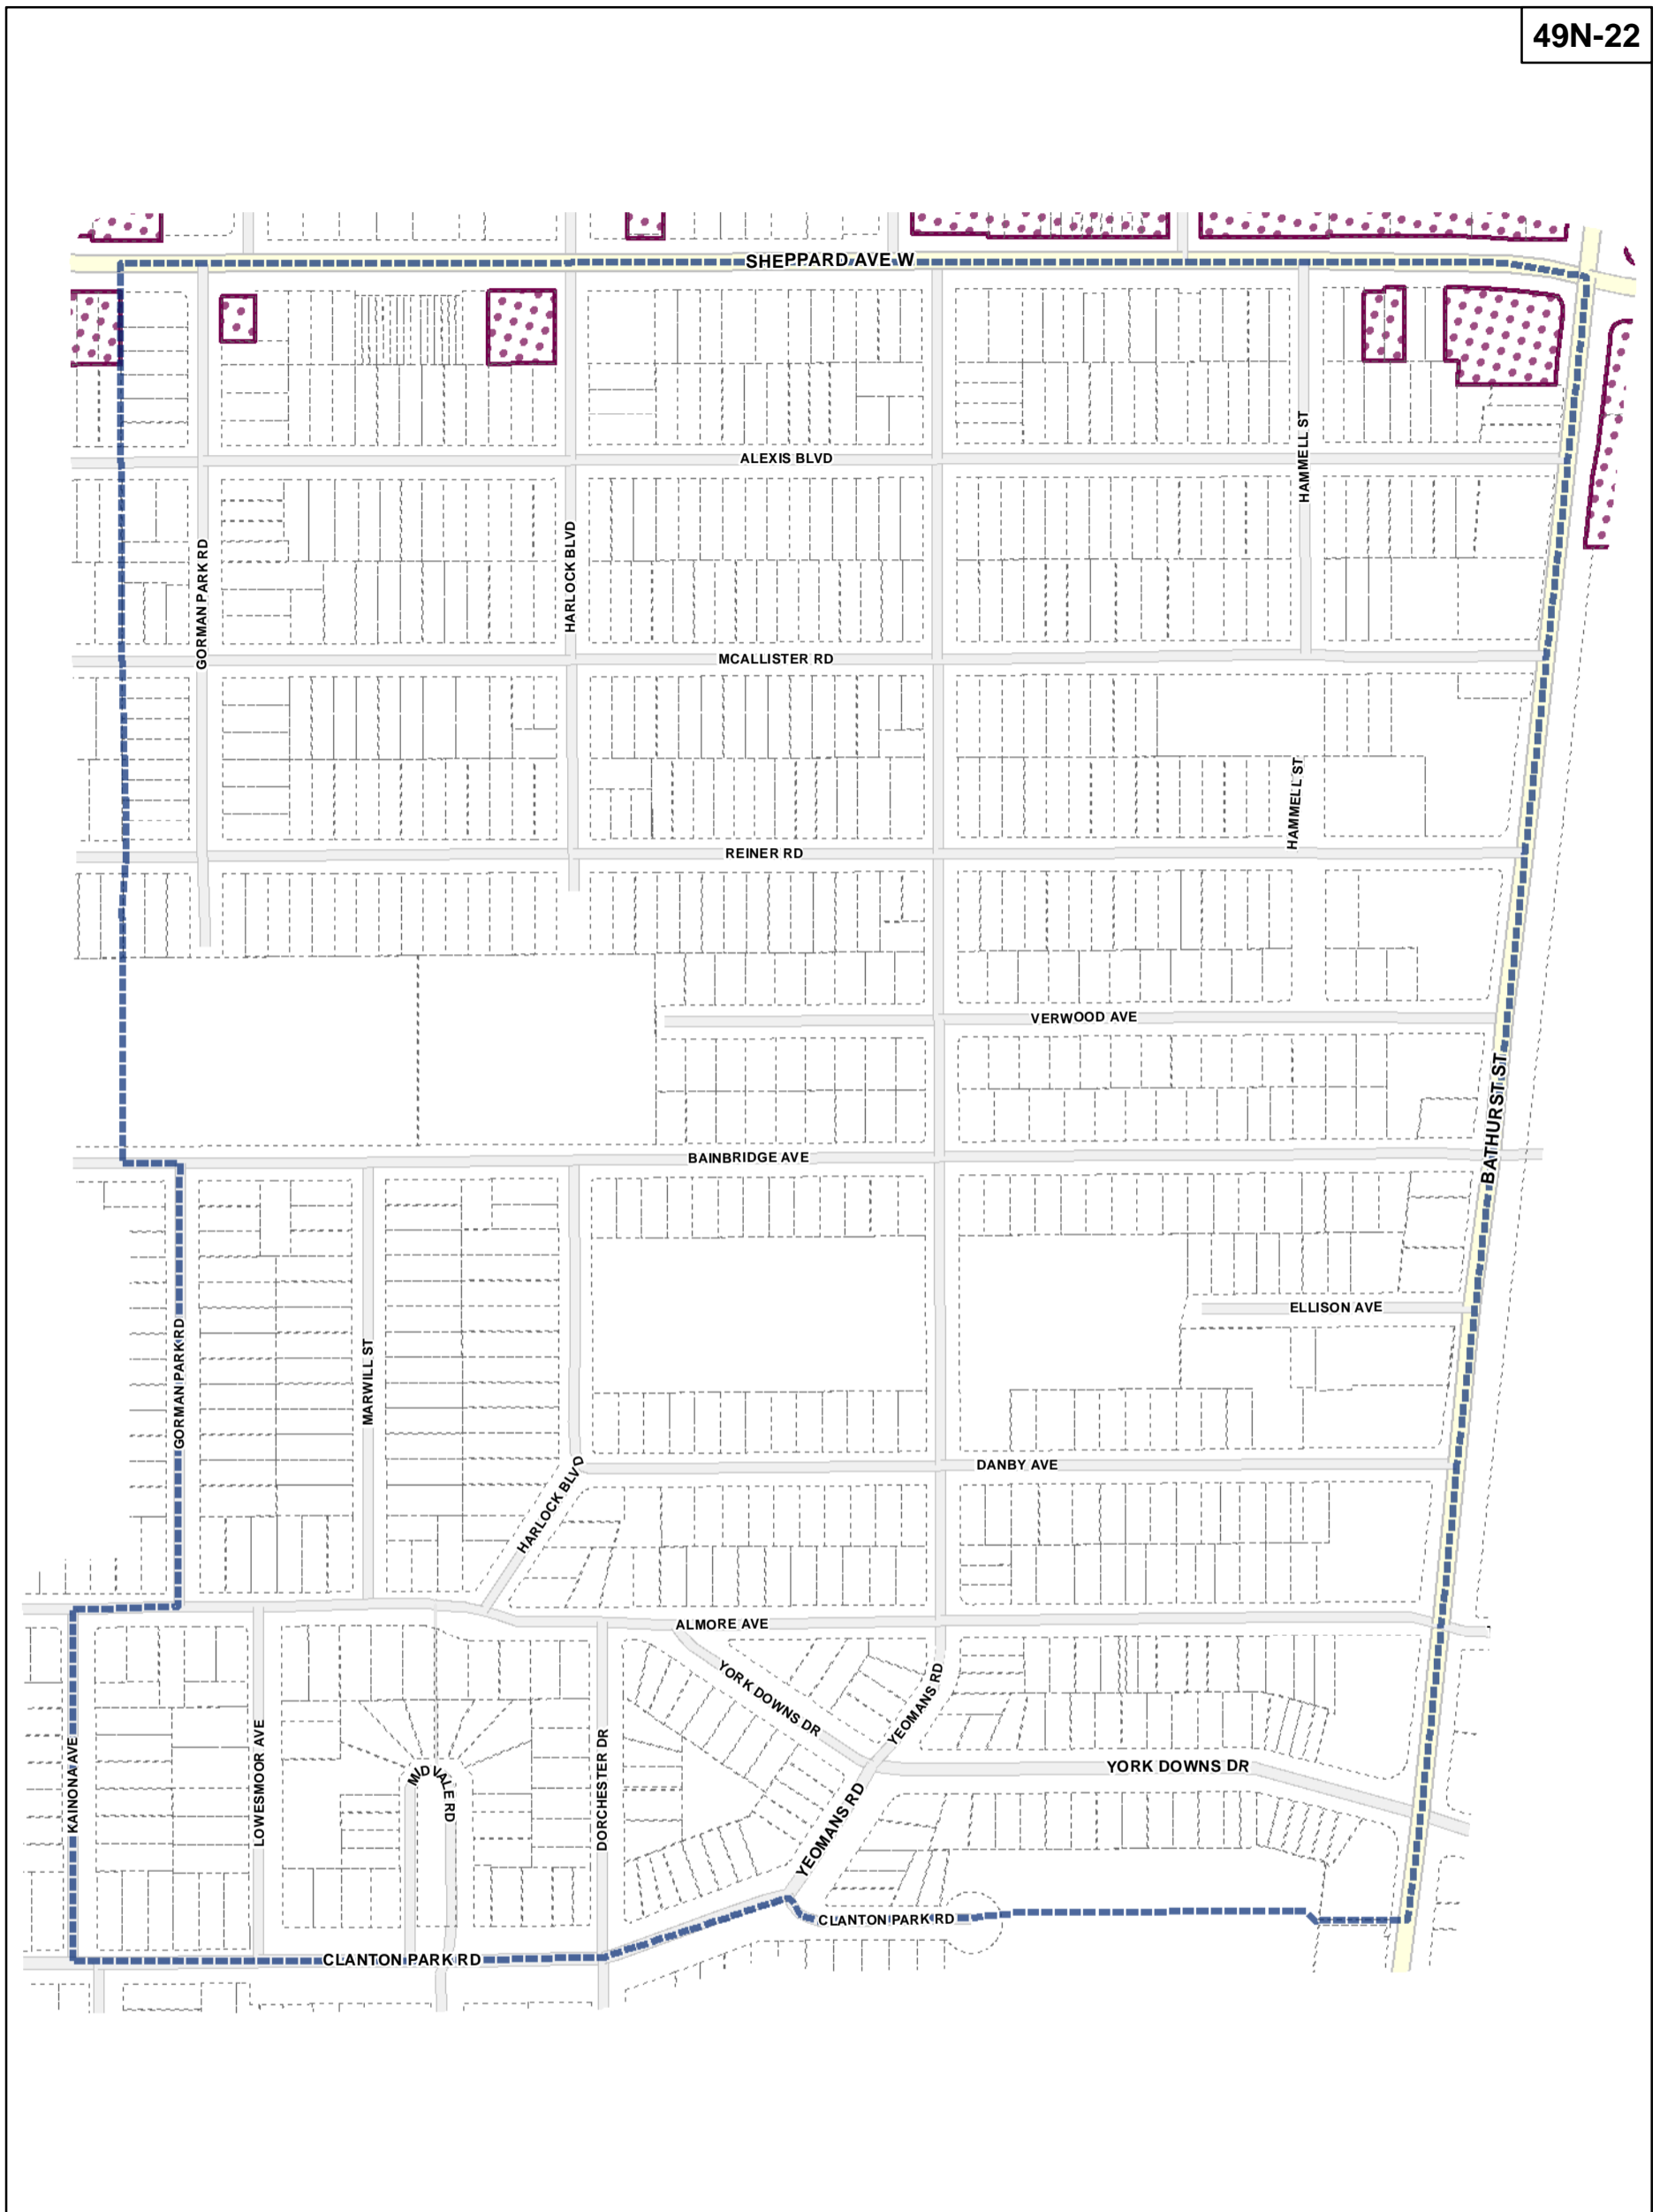 49N-22
SHEPPARD AVE W
ALEXIS BLVD
HAMMELL ST
GORMAN PARK RD
HARLOCK BLVD
MCALLISTER RD
HAMMELL ST
REINER RD
VERWOOD AVE
BATHURST ST
BAINBRIDGE AVE
ELLISON AVE
GORMAN PARK RD
MARWILL ST
DANBY AVE
HARLOCK BLVD
ALMORE AVE
YORK DOWNS DR
YEOMANS RD
KAINONA AVE
LOWESMOOR AVE
MIDVALE RD
DORCHESTER DR
YORK DOWNS DR
YEOMANS RD
CLANTON PARK RD
CLANTON PARK RD